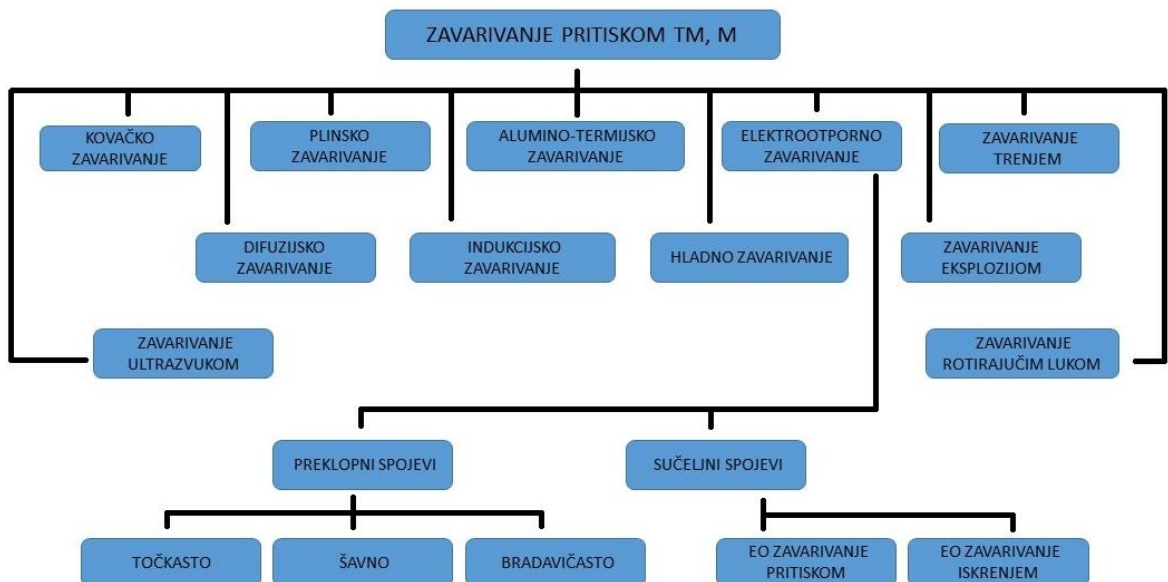 ZAVARIVANJE PRITISKOM TM, M
KOVAČKO
ZAVARIVANJE
PLINSKO
ZAVARIVANJE
ALUMINO-TERMIJSKO
ZAVARIVANJE
ELEKTROOTPORNO
ZAVARIVANJE
ZAVARIVANJE
TRENJEM
DIFUZIJSKO
ZAVARIVANJE
INDUKCIJSKO
ZAVARIVANJE
HLADNO ZAVARIVANJE
ZAVARIVANJE
EKSPLOZIJOM
ZAVARIVANJE
ULTRAZVUKOM
ZAVARIVANJE
ROTIRAJUČIM LUKOM
PREKLOPNI SPOJEVI
SUČELJNI SPOJEVI
TOČKASTO
ŠAVNO
BRADAVIČASTO
EO ZAVARIVANJE
PRITISKOM
EO ZAVARIVANJE
ISKRENJEM